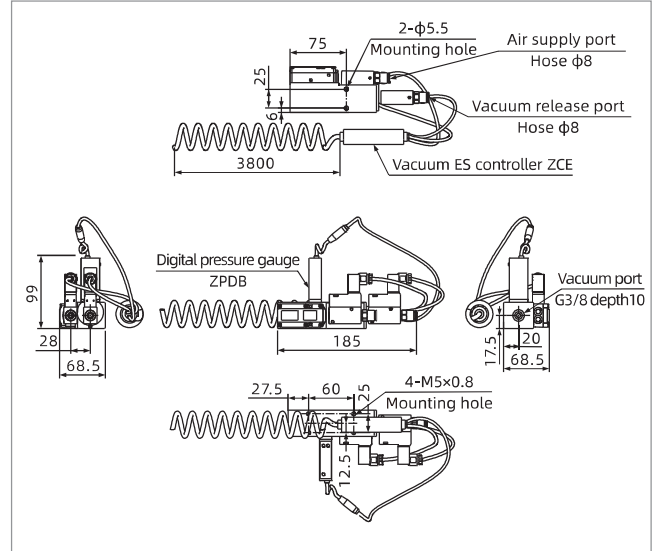 75
2-ϕ5.5
Mounting hole
Air supply port
Hose ϕ8
25
6
Vacuum release port
Hose ϕ8
3800
Vacuum ES controller ZCE
99
28
68.5
Digital pressure gauge
ZPDB
185
Vacuum port
G3/8 depth10
17.5
20
68.5
27.5
60
25
4-M5×0.8
Mounting hole
12.5